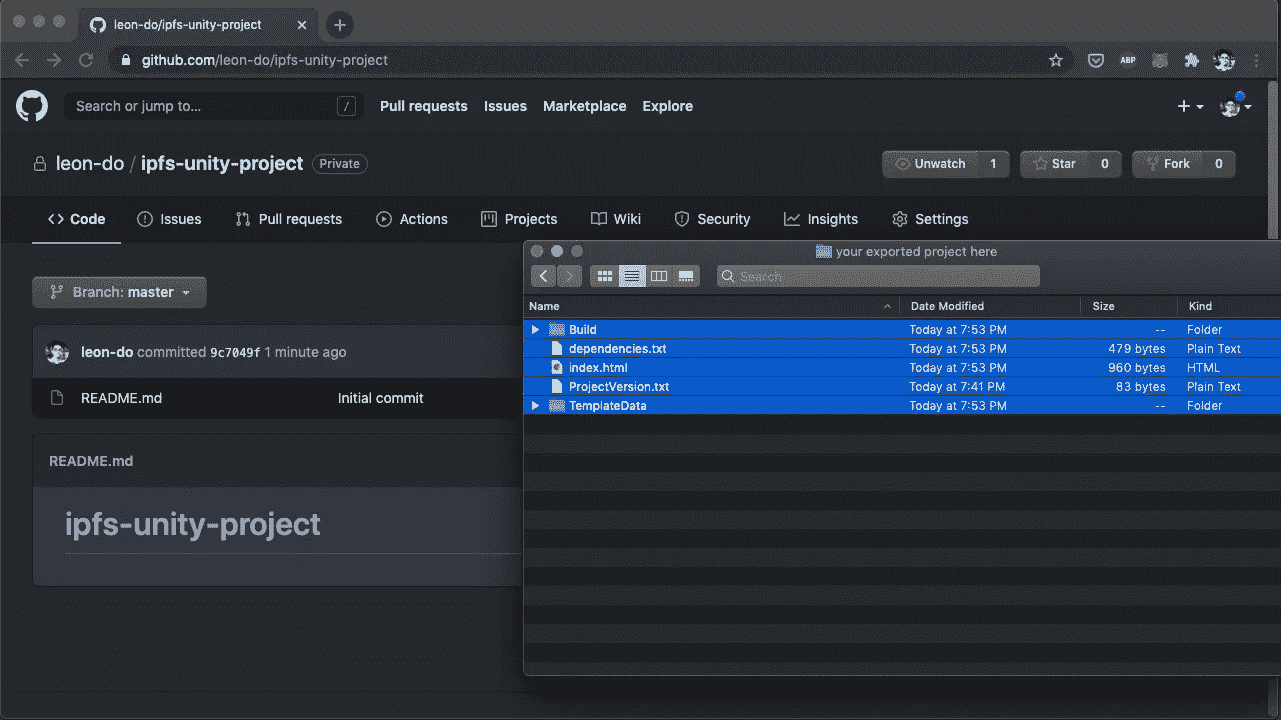 leon-do/ipfs-unity-project
github.com/leon-do/ipfs-unity-project
ABP
Search or jump to... / Pull requests Issues Marketplace Explore
leon-do / ipfs-unity-project Private
Unwatch 1 Star 0 Fork 0
Code Issues Pull requests Actions Projects Wiki Security Insights Settings
Branch: master
leon-do committed 9c7049f 1 minute ago
README.md Initial commit
README.md
ipfs-unity-project
your exported project here
Search
Name Date Modified Size Kind
Build Today at 7:53 PM -- Folder
dependencies.txt Today at 7:53 PM 479 bytes Plain Text
index.html Today at 7:53 PM 960 bytes HTML
ProjectVersion.txt Today at 7:41 PM 83 bytes Plain Text
TemplateData Today at 7:53 PM -- Folder